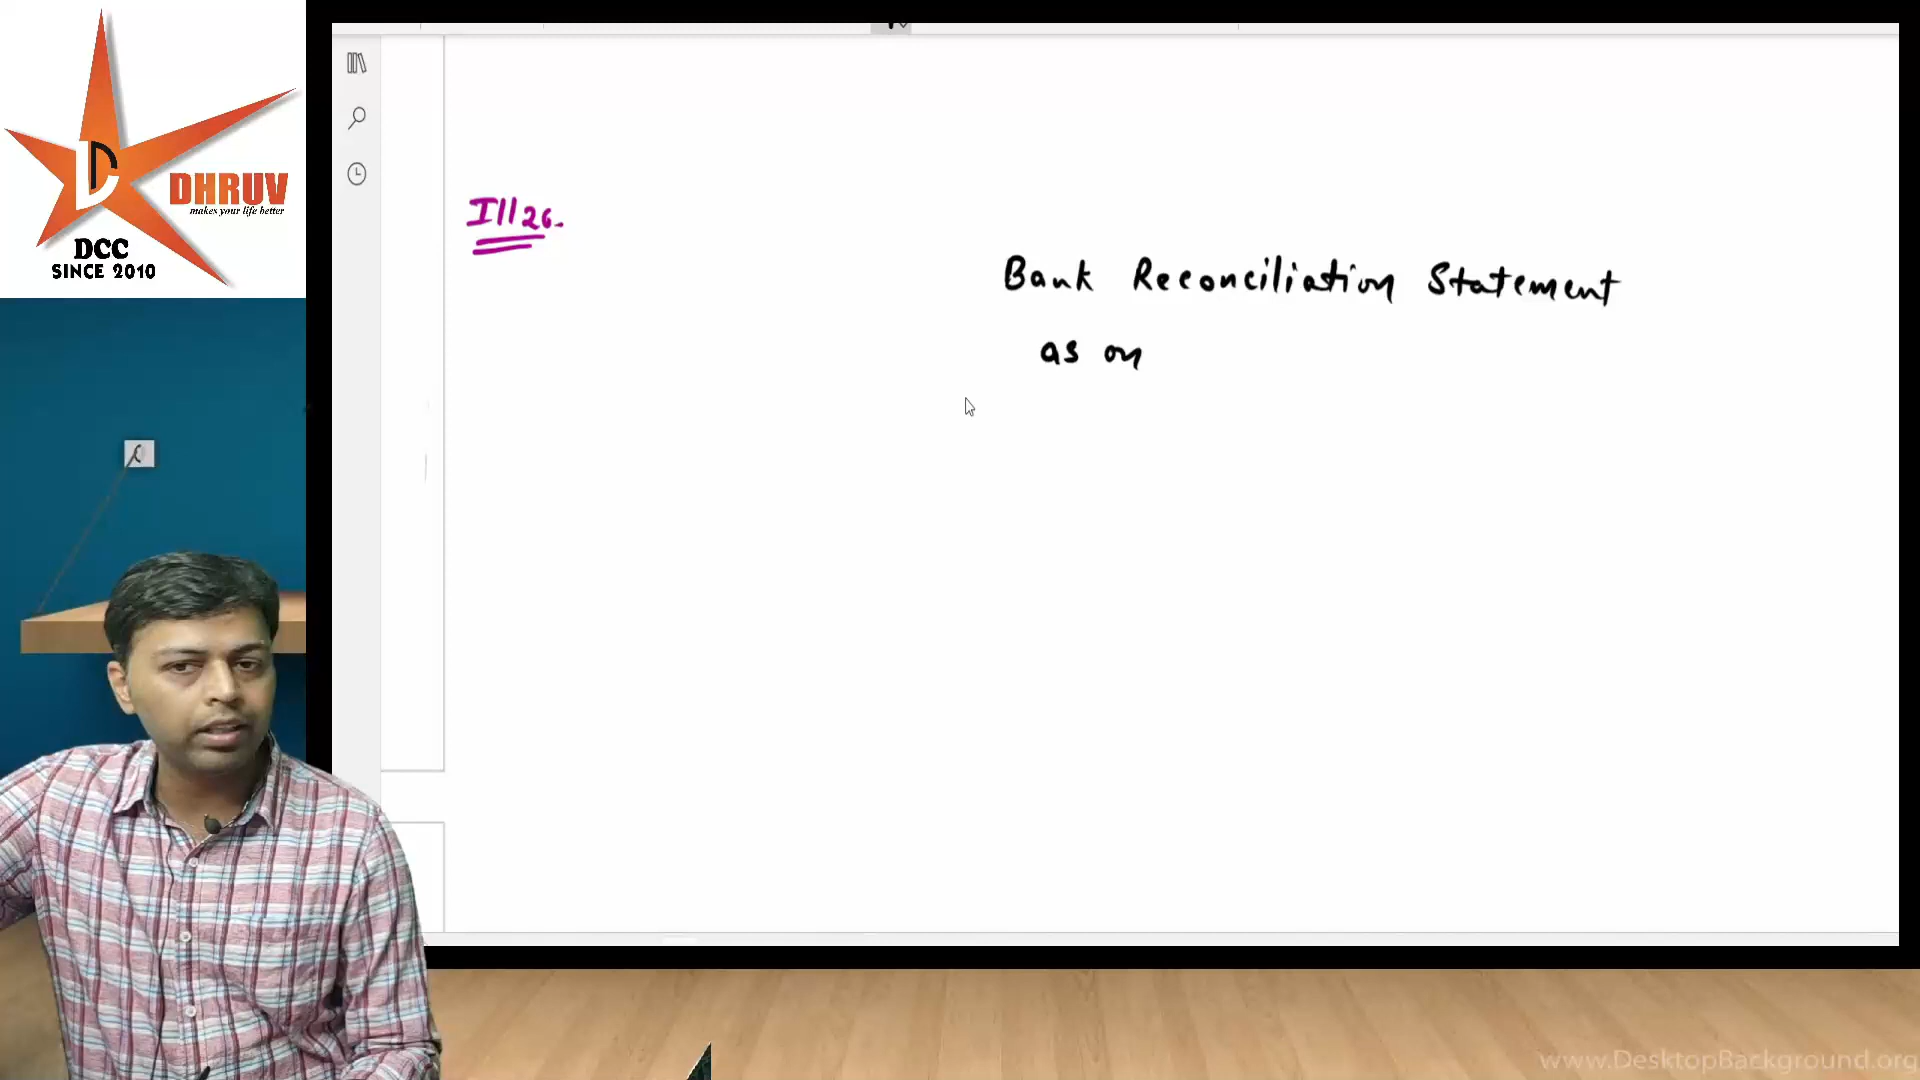 DHRUV
makes your life better
DCC
SINCE 2010
Ill 26.
Bank Reconciliation Statement
as on
www.DesktopBackground.org